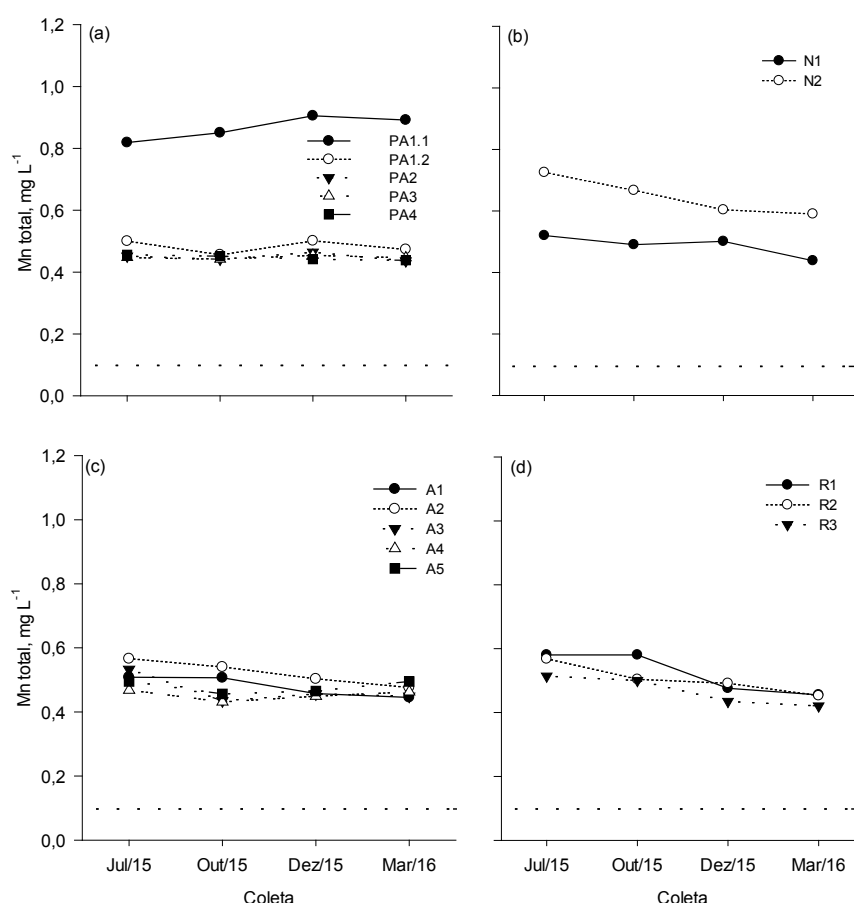 (a)
1,2
1,0
0,8
0,6
0,4
0,2
0,0
Mn total, mg L⁻¹
PA1.1
PA1.2
PA2
PA3
PA4
(b)
N1
N2
(c)
1,2
1,0
0,8
0,6
0,4
0,2
0,0
Mn total, mg L⁻¹
A1
A2
A3
A4
A5
Jul/15 Out/15 Dez/15 Mar/16
Coleta
(d)
R1
R2
R3
Jul/15 Out/15 Dez/15 Mar/16
Coleta